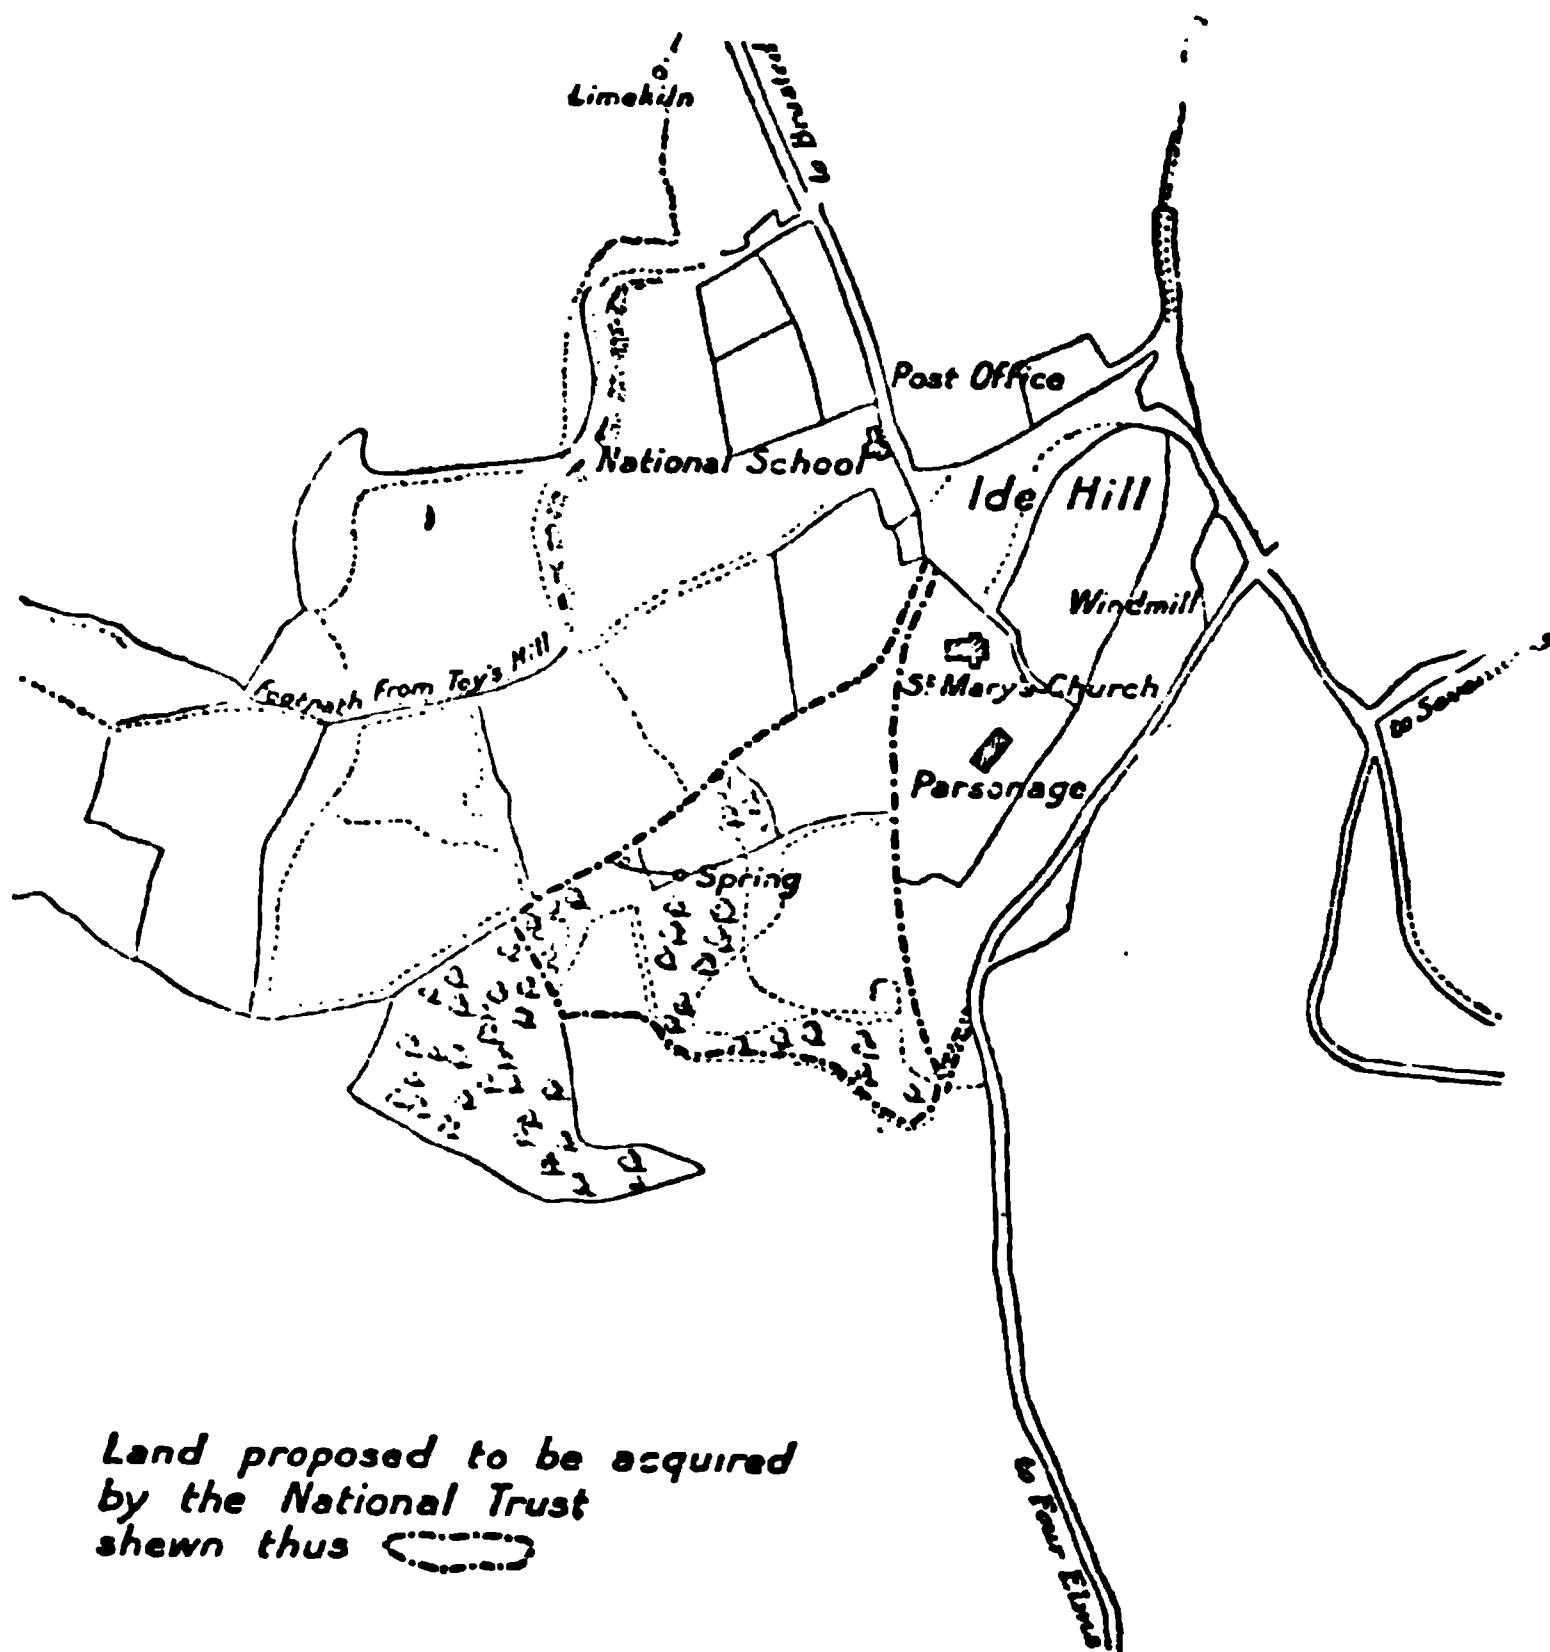 Limekiln
to
Post Office
National School
Ide Hill
Windmill
Footpath from Toy's Hill
St Mary's Church
to
Parsonage
Spring
Land proposed to be acquired
by the National Trust
shewn thus
to Four Elms